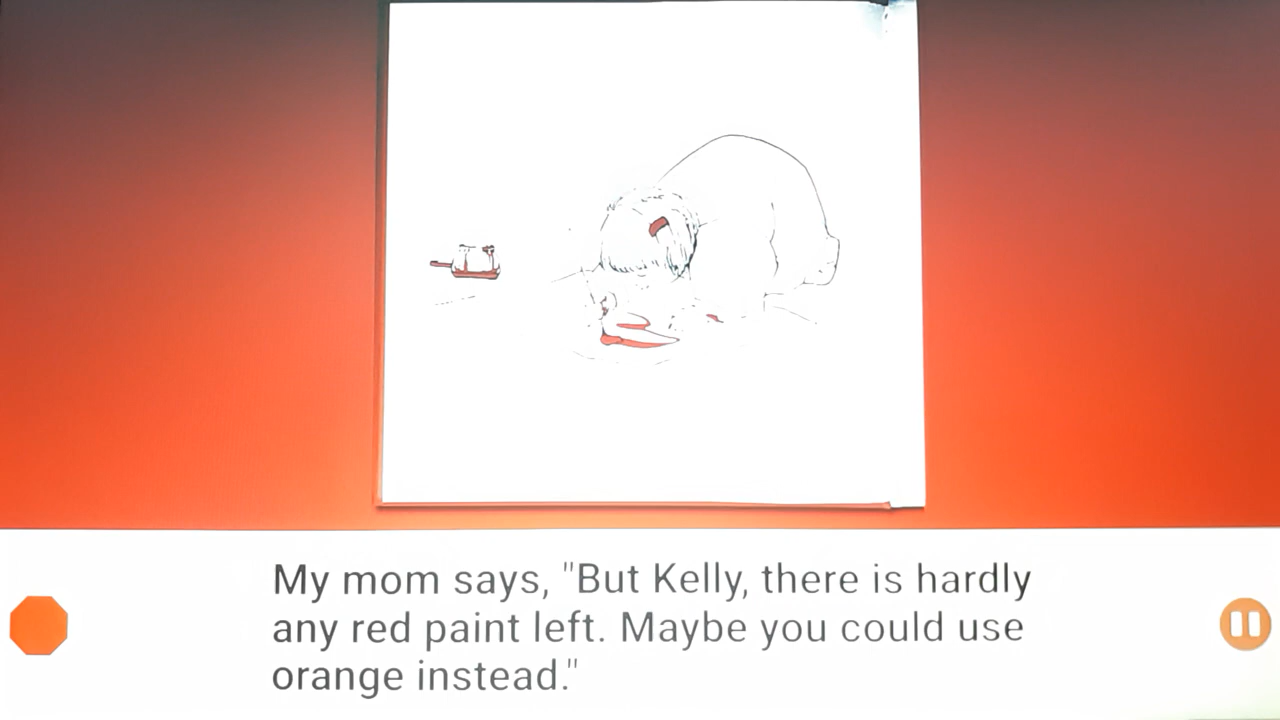 My mom says, "But Kelly, there is hardly
any red paint left. Maybe you could use
orange instead."